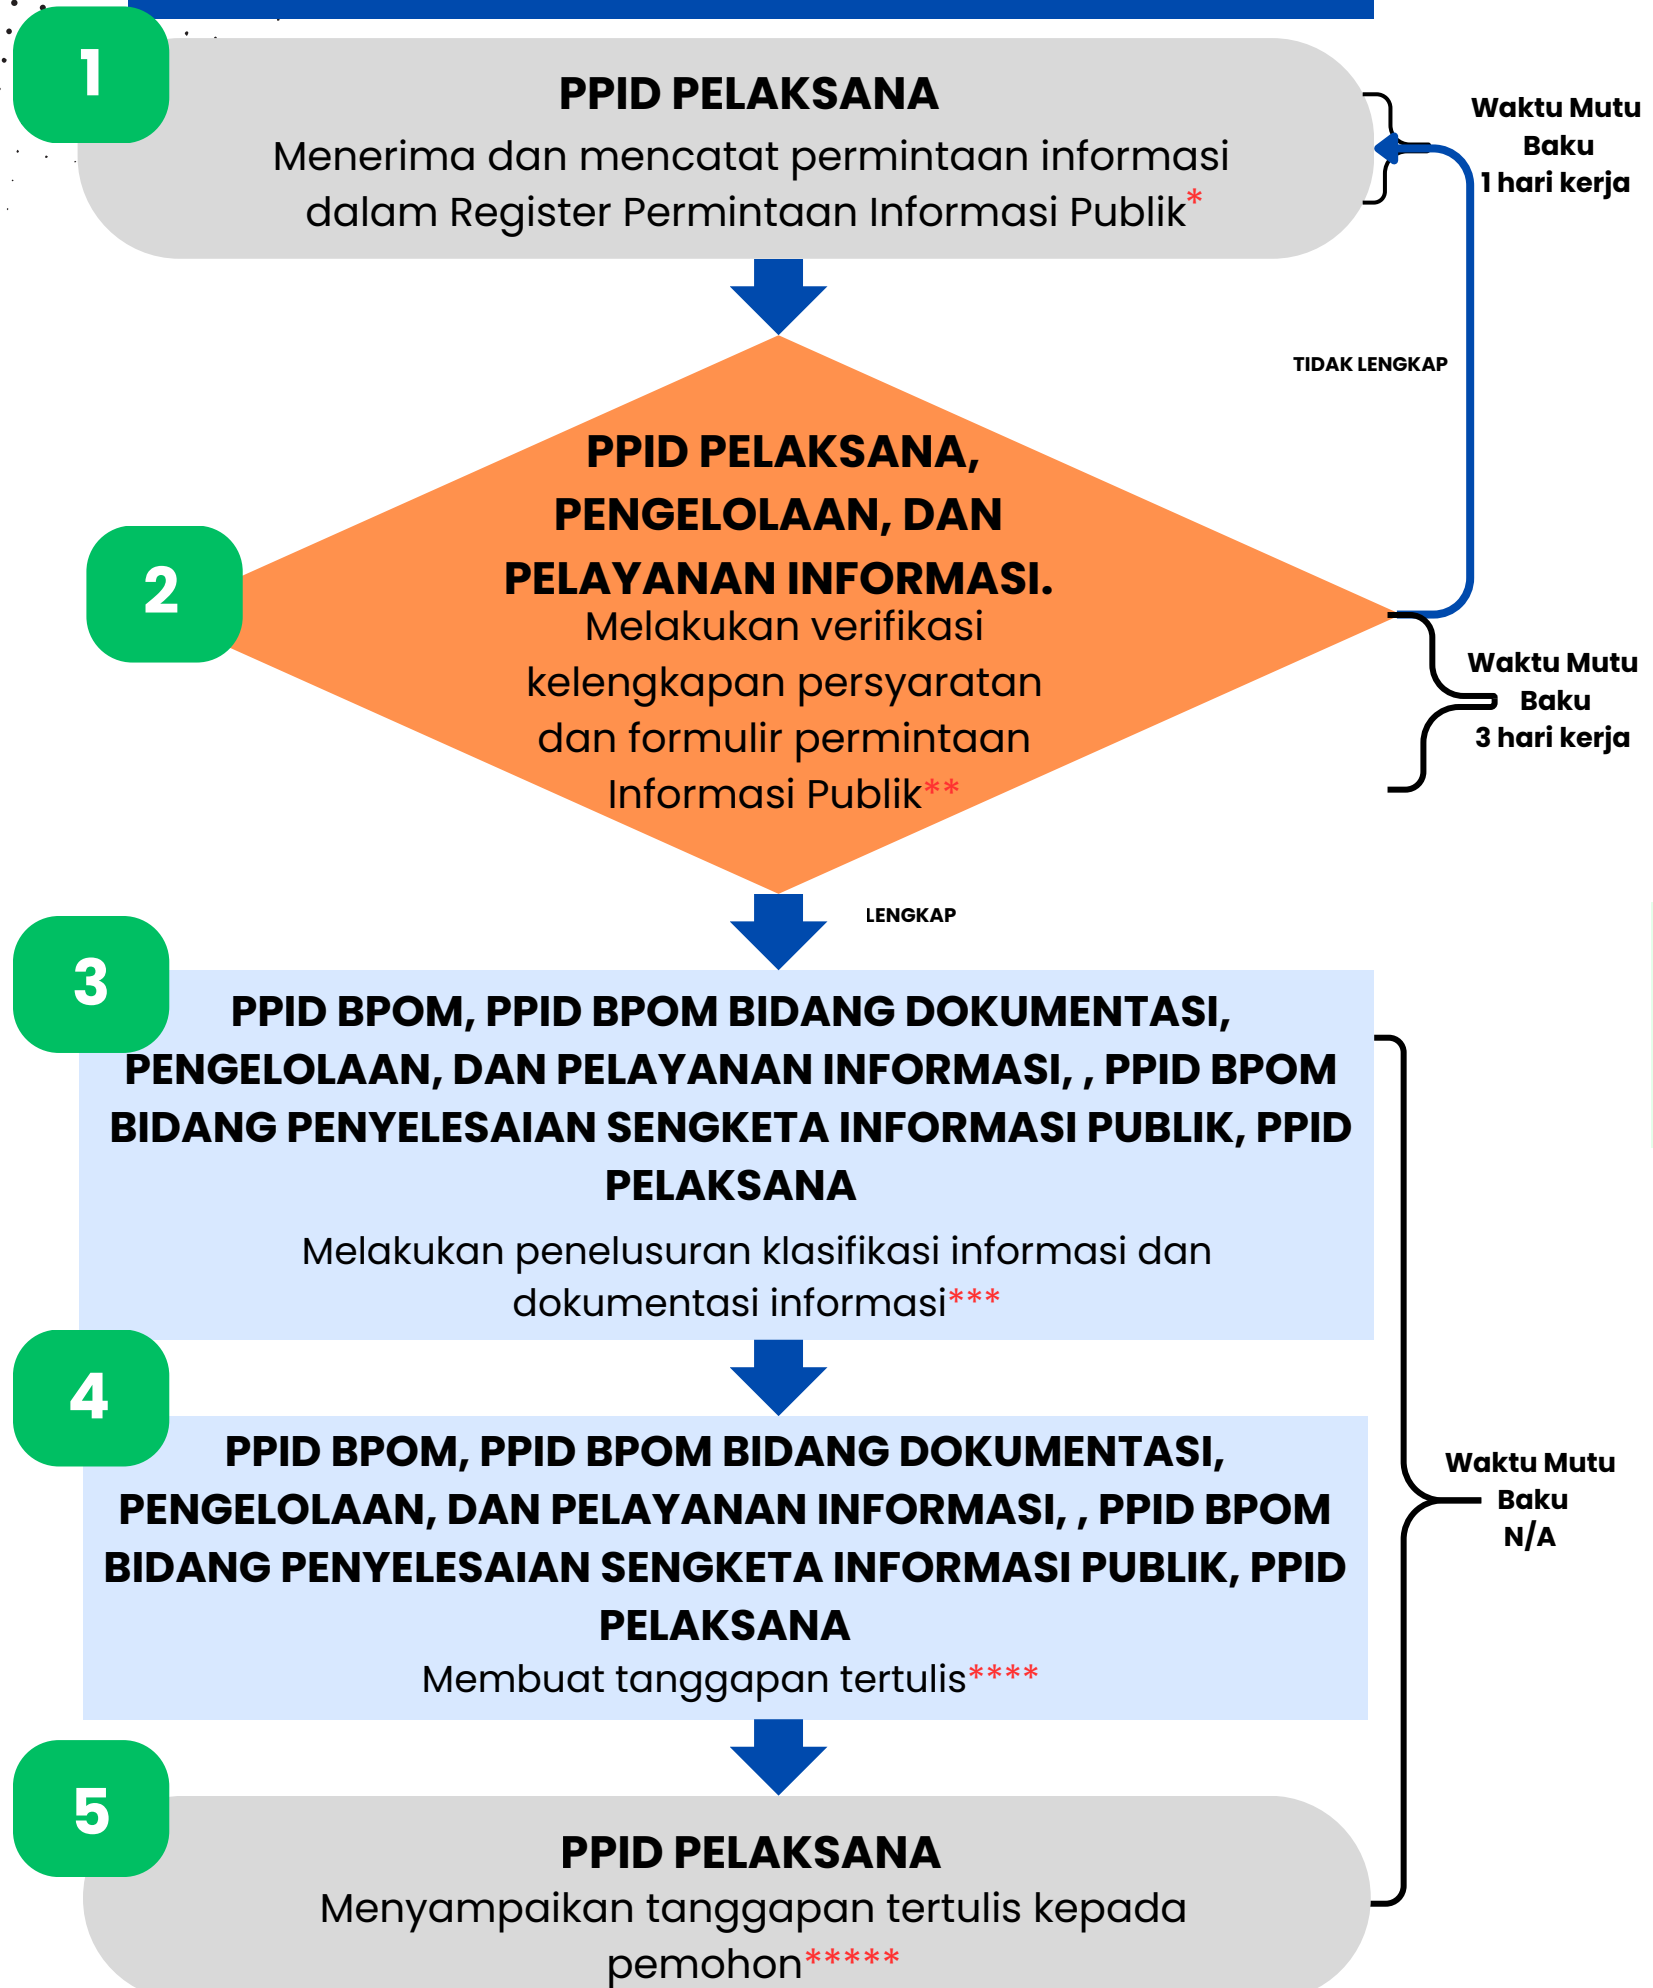 1
PPID PELAKSANA
Menerima dan mencatat permintaan informasi
dalam Register Permintaan Informasi Publik*
Waktu Mutu
Baku
1 hari kerja
TIDAK LENGKAP
2
PPID PELAKSANA,
PENGELOLAAN, DAN
PELAYANAN INFORMASI.
Melakukan verifikasi
kelengkapan persyaratan
dan formulir permintaan
Informasi Publik**
Waktu Mutu
Baku
3 hari kerja
LENGKAP
3
PPID BPOM, PPID BPOM BIDANG DOKUMENTASI,
PENGELOLAAN, DAN PELAYANAN INFORMASI, , PPID BPOM
BIDANG PENYELESAIAN SENGKETA INFORMASI PUBLIK, PPID
PELAKSANA
Melakukan penelusuran klasifikasi informasi dan
dokumentasi informasi***
4
PPID BPOM, PPID BPOM BIDANG DOKUMENTASI,
PENGELOLAAN, DAN PELAYANAN INFORMASI, , PPID BPOM
BIDANG PENYELESAIAN SENGKETA INFORMASI PUBLIK, PPID
PELAKSANA
Membuat tanggapan tertulis****
Waktu Mutu
Baku
N/A
5
PPID PELAKSANA
Menyampaikan tanggapan tertulis kepada
pemohon*****